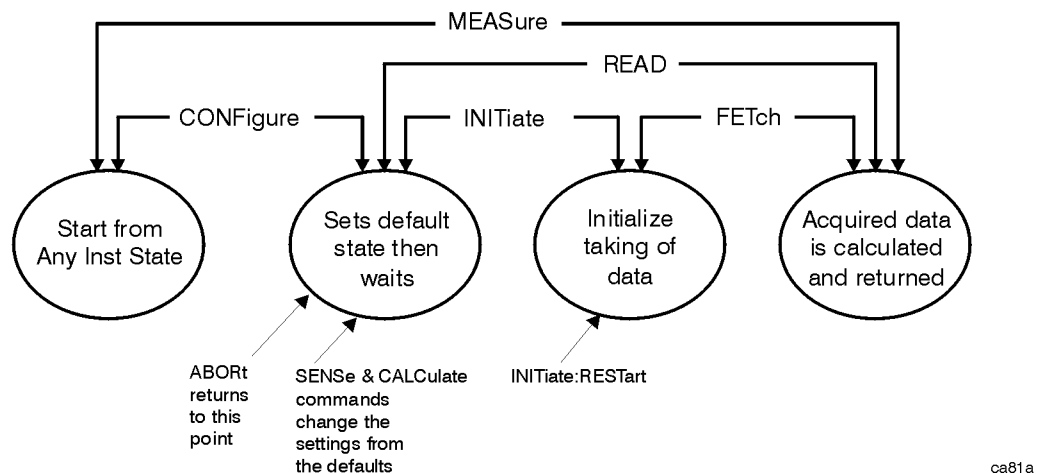 MEASure
READ
CONFigure
INITiate
FETch
Start from
Any Inst State
Sets default
state then
waits
Initialize
taking of
data
Acquired data
is calculated
and returned
ABORt
returns
to this
point
SENSe & CALCulate
commands
change the
settings from
the defaults
INITiate:RESTart
ca81a